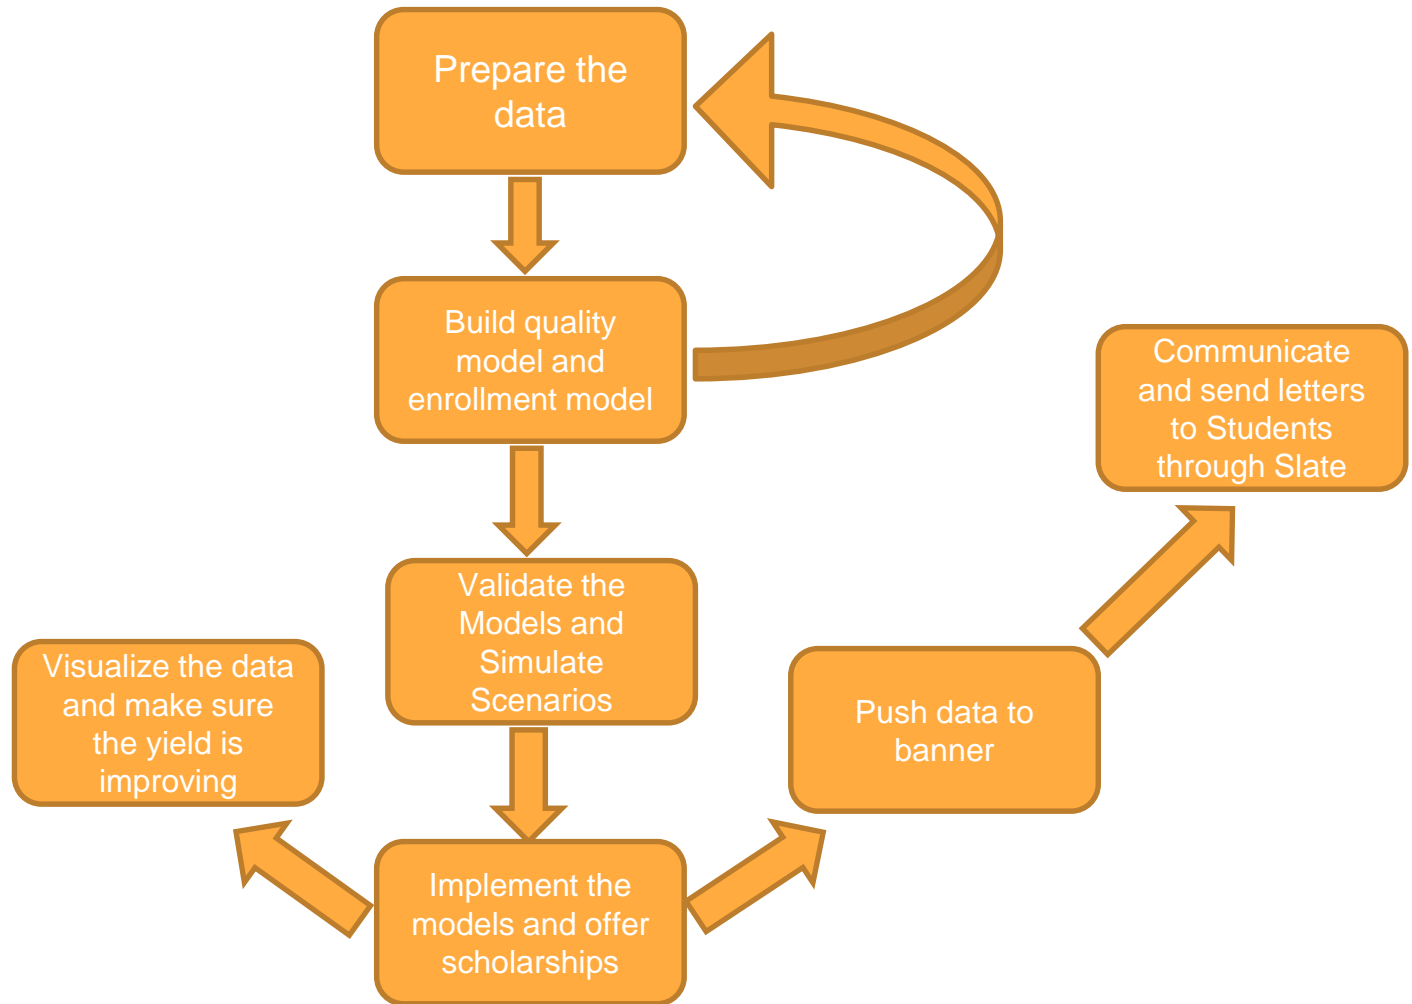 Prepare the
data
Build quality
model and
enrollment model
Communicate
and send letters
to Students
through Slate
Validate the
Models and
Simulate
Scenarios
Visualize the data
and make sure
the yield is
improving
Push data to
banner
Implement the
models and offer
scholarships